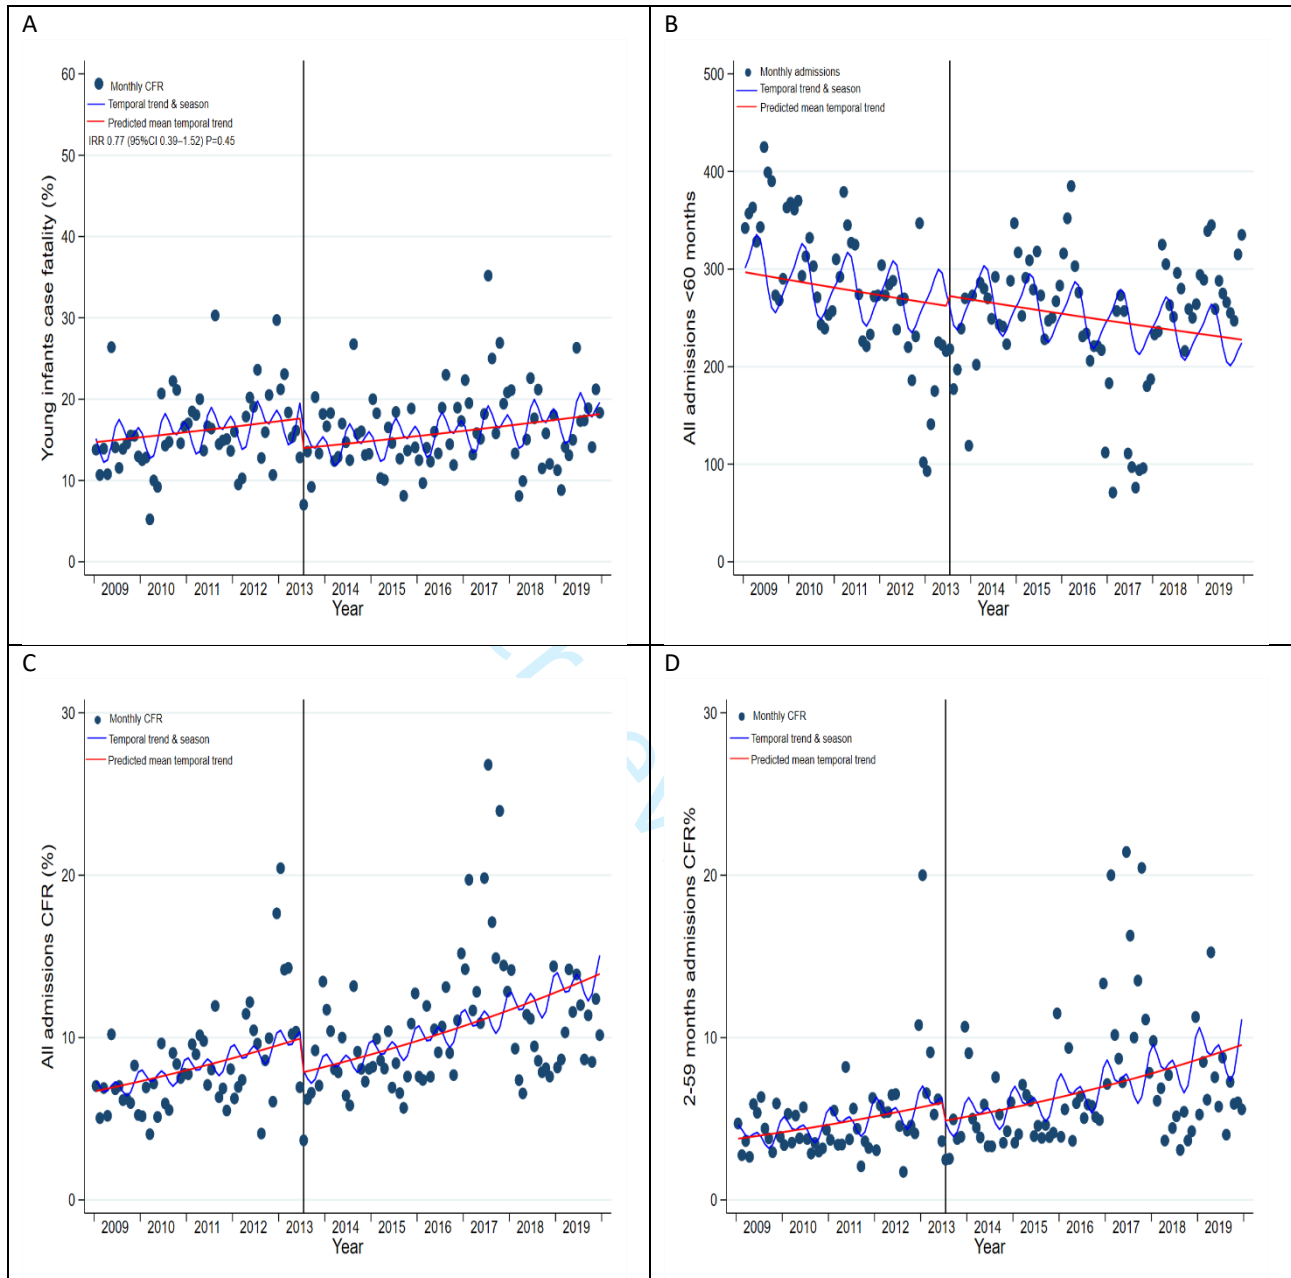 A
60
50
40
30
20
10
0
Young infants case fatality (%)
Monthly CFR
Temporal trend & season
Predicted mean temporal trend
IRR 0.77 (95%CI 0.39–1.52) P=0.45
2009 2010 2011 2012 2013 2014 2015 2016 2017 2018 2019
Year
B
500
400
300
200
100
0
All admissions <60 months
Monthly admissions
Temporal trend & season
Predicted mean temporal trend
2009 2010 2011 2012 2013 2014 2015 2016 2017 2018 2019
Year
C
30
20
10
0
All admissions CFR (%)
Monthly CFR
Temporal trend & season
Predicted mean temporal trend
2009 2010 2011 2012 2013 2014 2015 2016 2017 2018 2019
Year
D
30
20
10
0
2-59 months admissions CFR%
Monthly CFR
Temporal trend & season
Predicted mean temporal trend
2009 2010 2011 2012 2013 2014 2015 2016 2017 2018 2019
Year